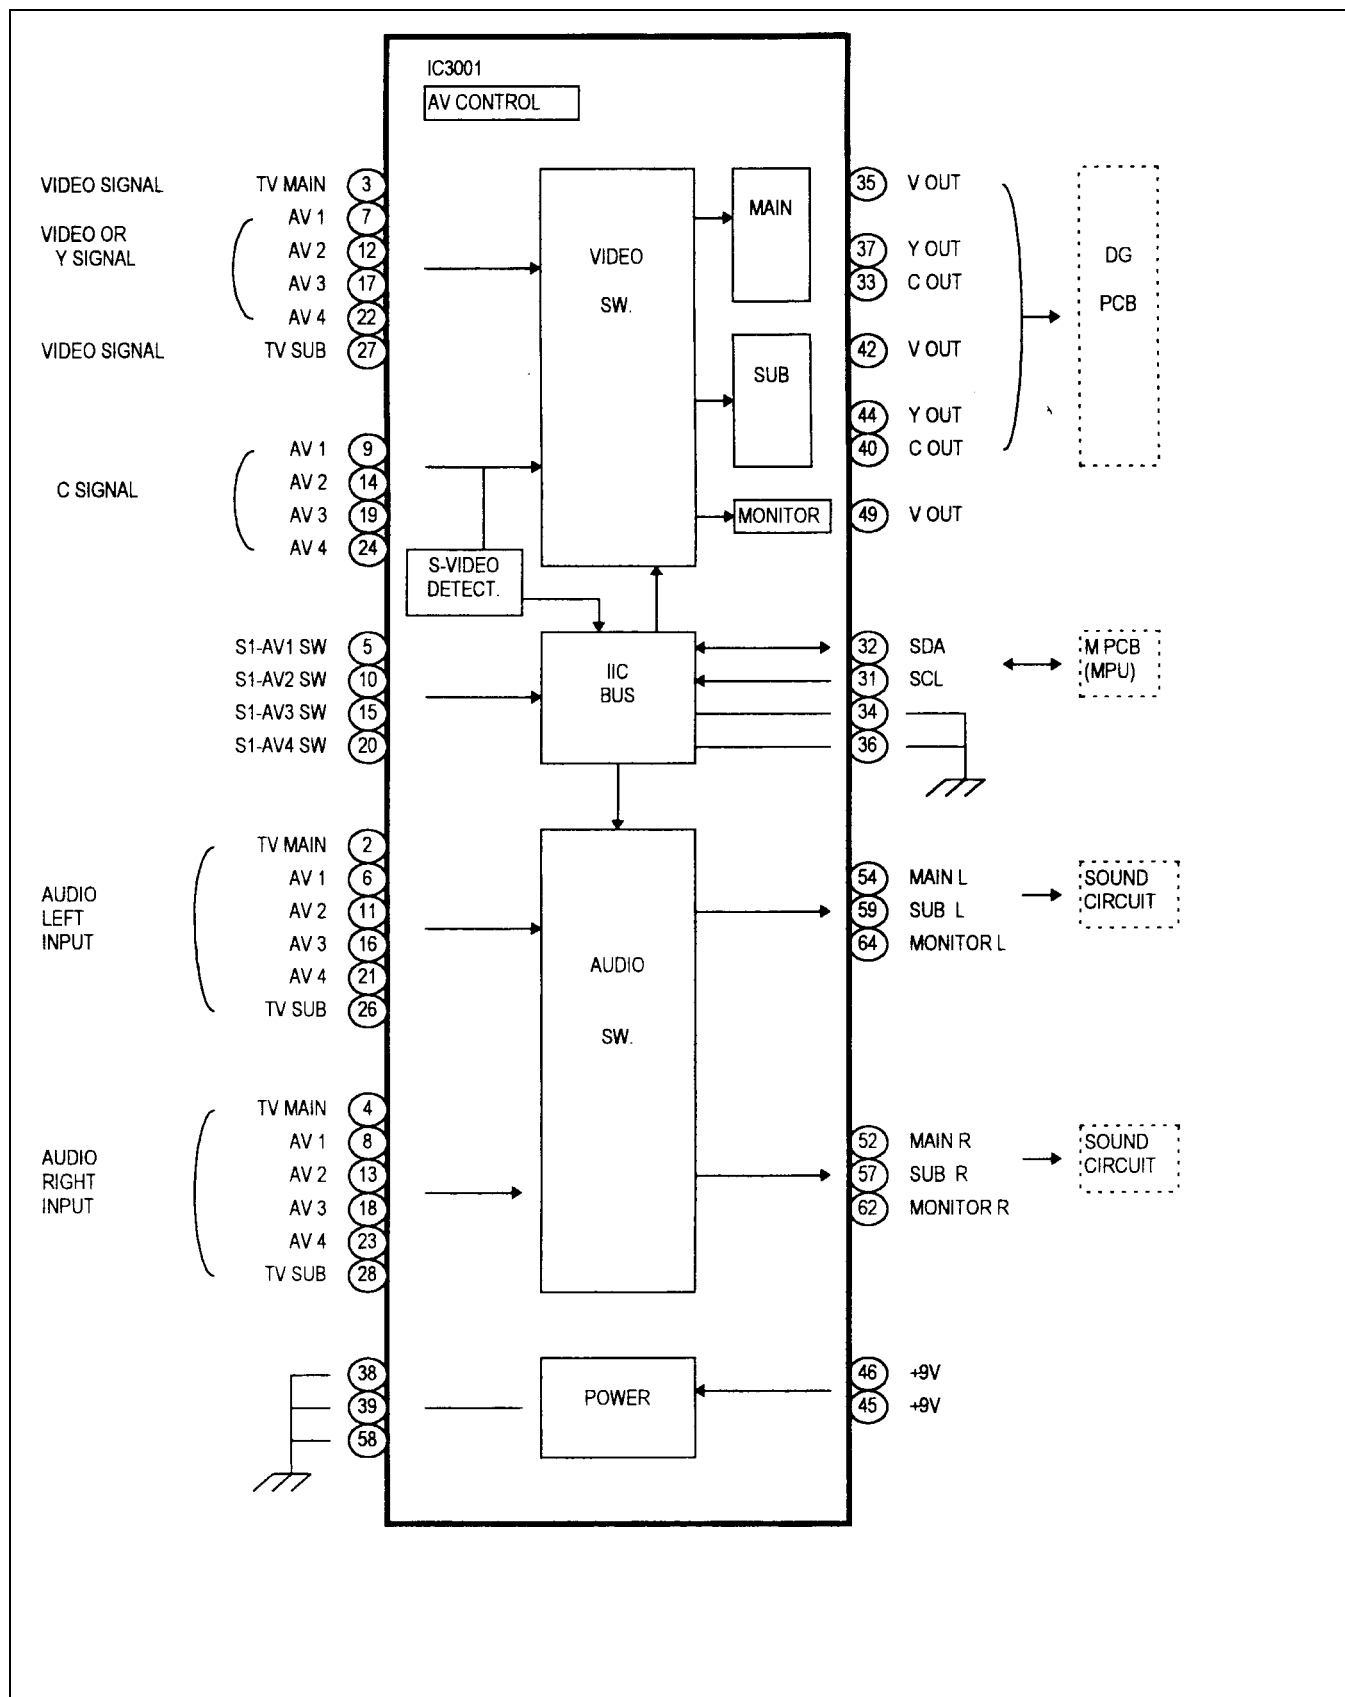 IC3001
AV CONTROL
VIDEO SIGNAL TV MAIN 3
VIDEO OR
Y SIGNAL
AV 1 7
AV 2 12
AV 3 17
AV 4 22
VIDEO SIGNAL TV SUB 27
C SIGNAL
AV 1 9
AV 2 14
AV 3 19
AV 4 24
S1-AV1 SW 5
S1-AV2 SW 10
S1-AV3 SW 15
S1-AV4 SW 20
AUDIO
LEFT
INPUT
TV MAIN 2
AV 1 6
AV 2 11
AV 3 16
AV 4 21
TV SUB 26
AUDIO
RIGHT
INPUT
TV MAIN 4
AV 1 8
AV 2 13
AV 3 18
AV 4 23
TV SUB 28
38
39
58
VIDEO
SW.
MAIN
SUB
MONITOR
S-VIDEO
DETECT.
IIC
BUS
AUDIO
SW.
POWER
35 V OUT
37 Y OUT
33 C OUT
42 V OUT
44 Y OUT
40 C OUT
49 V OUT
DG
PCB
32 SDA
31 SCL
34
36
M PCB
(MPU)
54 MAIN L
59 SUB L
64 MONITOR L
SOUND
CIRCUIT
52 MAIN R
57 SUB R
62 MONITOR R
SOUND
CIRCUIT
46 +9V
45 +9V